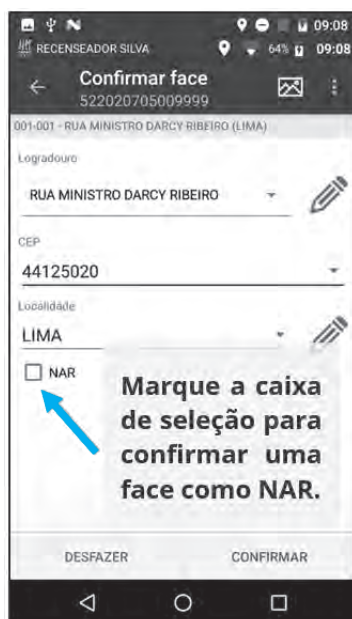 09:08
RECENSEADOR SILVA 64% 09:08
Confirmar face
522020705009999
001-001 - RUA MINISTRO DARCY RIBEIRO (LIMA)
Logradouro
RUA MINISTRO DARCY RIBEIRO
CEP
44125020
Localidade
LIMA
NAR
Marque a caixa
de seleção para
confirmar uma
face como NAR.
DESFAZER CONFIRMAR